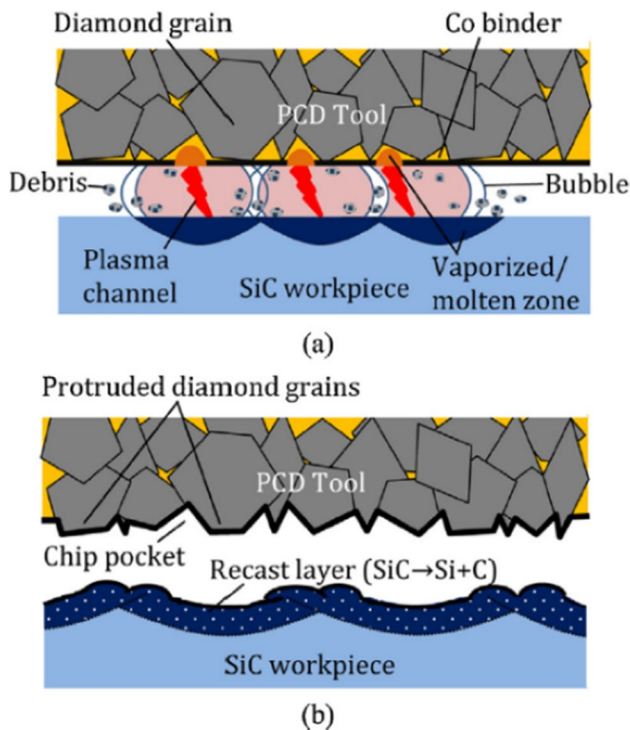 Diamond grain
Co binder
PCD Tool
Debris
Bubble
Plasma
channel
SiC workpiece
Vaporized/
molten zone
(a)
Protruded diamond grains
PCD Tool
Chip pocket
Recast layer (SiC→Si+C)
SiC workpiece
(b)